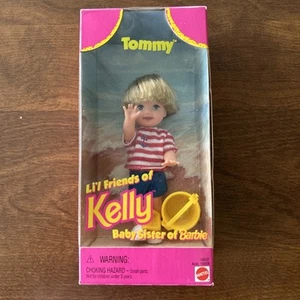 Tommy™
Li'l Friends of
Kelly
Baby Sister of Barbie
WARNING:
CHOKING HAZARD - Small parts.
Not for children under 3 years.
MATTEL